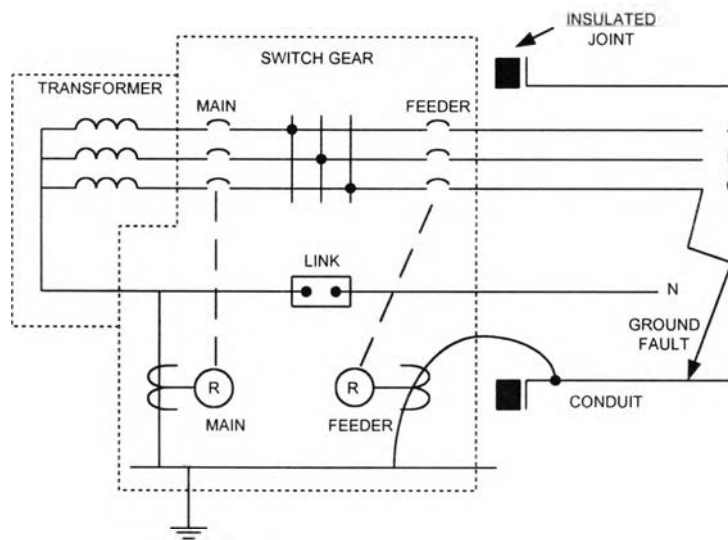 INSULATED
JOINT
SWITCH GEAR
TRANSFORMER
MAIN
FEEDER
LINK
N
GROUND
FAULT
R
R
CONDUIT
MAIN
FEEDER